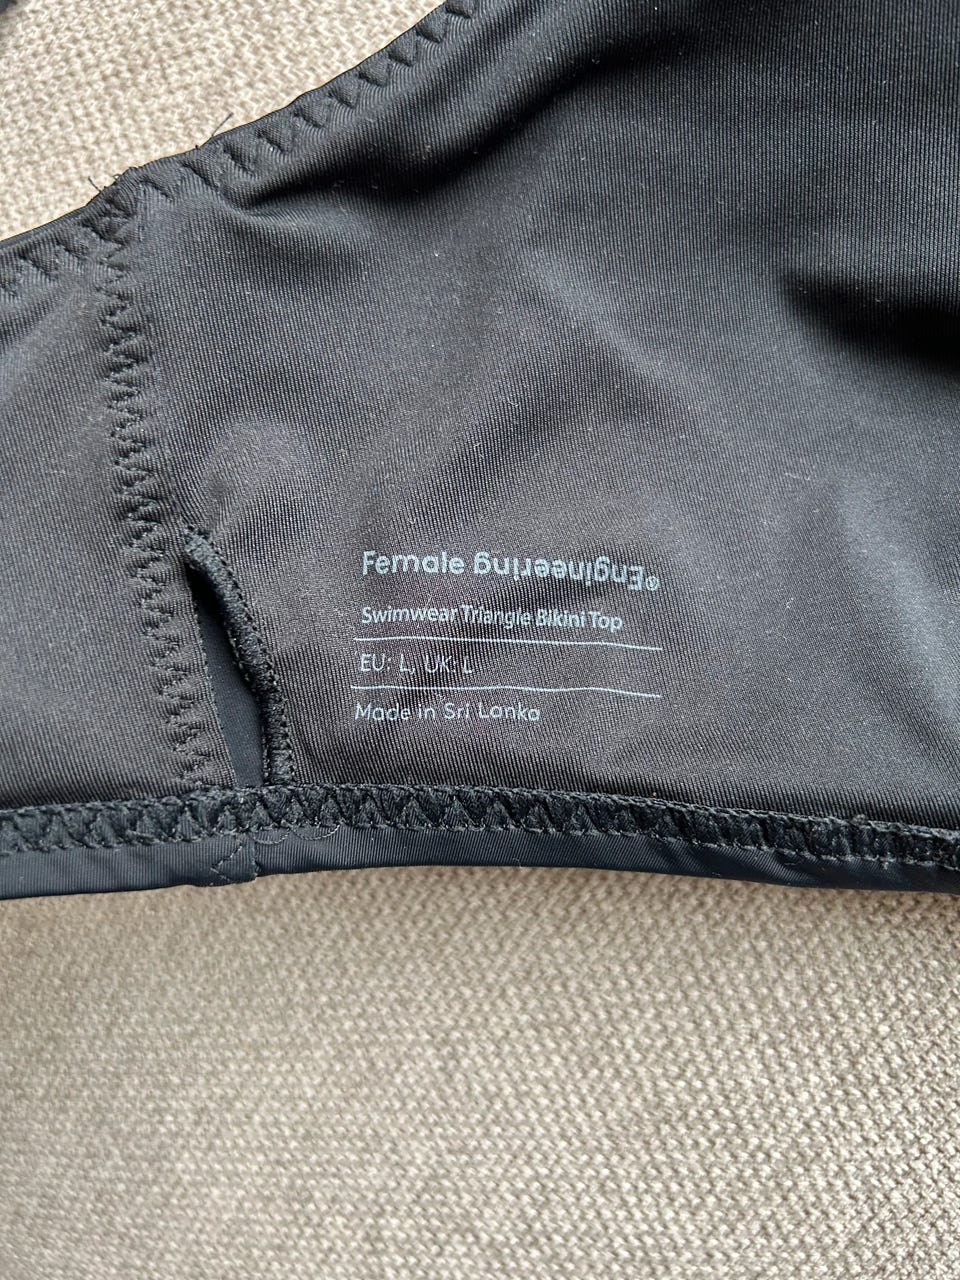 Female Engineering®
Swimwear Triangle Bikini Top
EU: L, UK: L
Made in Sri Lanka